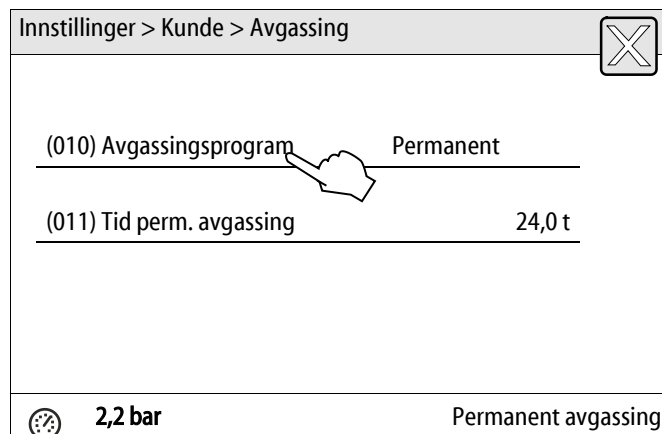 Innstillinger > Kunde > Avgassing
(010) Avgassingsprogram Permanent
(011) Tid perm. avgassing 24,0 t
2,2 bar Permanent avgassing